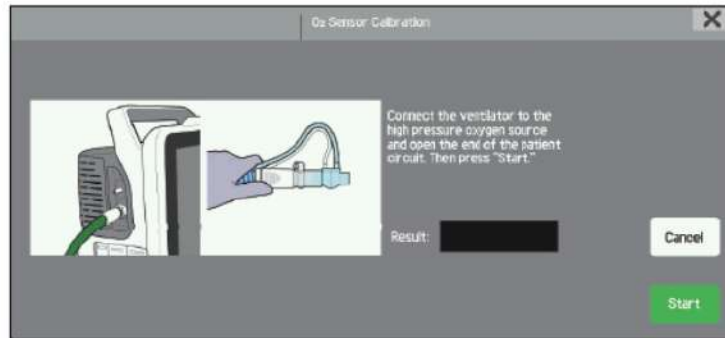 O₂ Sensor Calibration
Connect the ventilator to the
high pressure oxygen source
and open the end of the patient
circuit. Then press "Start."
Result:
Cancel
Start